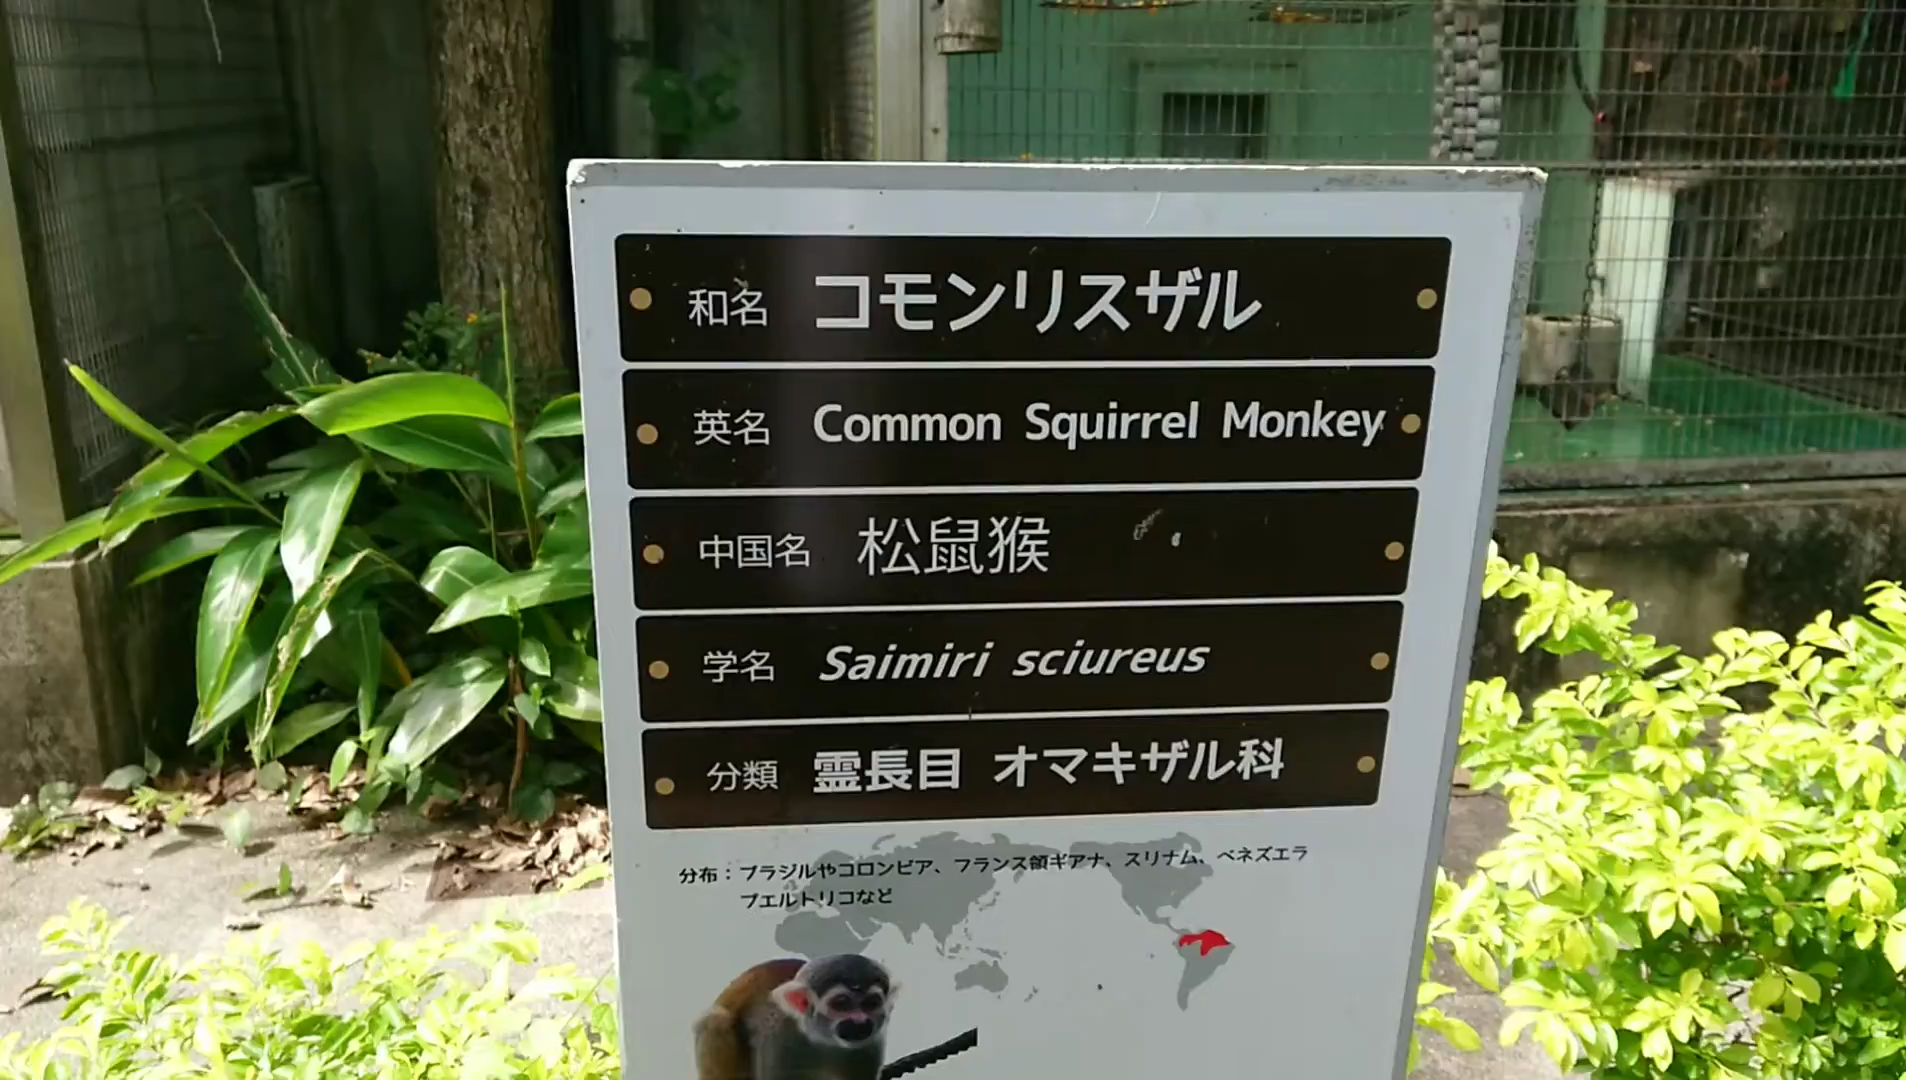 和名 コモンリスザル
英名 Common Squirrel Monkey
中国名 松鼠猴
学名 Saimiri sciureus
分類 霊長目 オマキザル科
分布：ブラジルやコロンビア、フランス領ギアナ、スリナム、ベネズエラ
プエルトリコなど